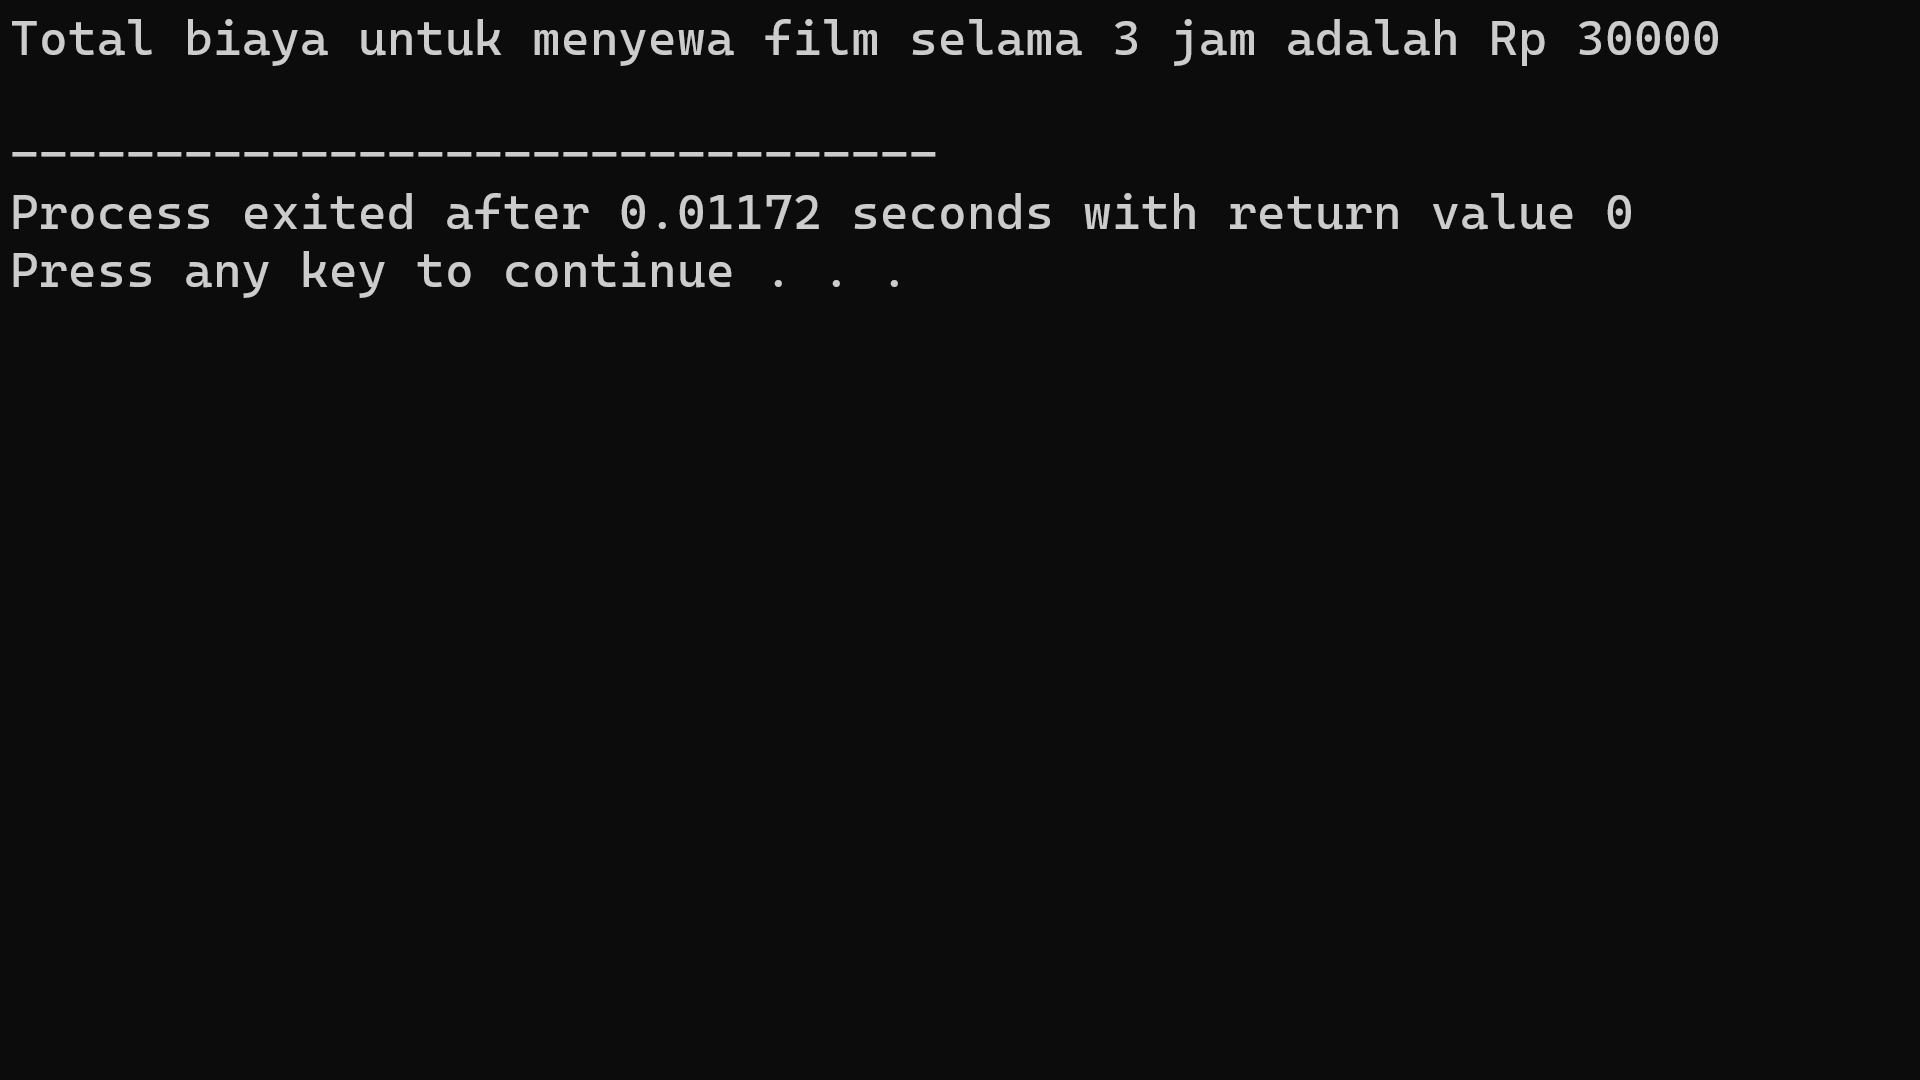 Total biaya untuk menyewa film selama 3 jam adalah Rp 30000
--------------------------------
Process exited after 0.01172 seconds with return value 0
Press any key to continue . . .